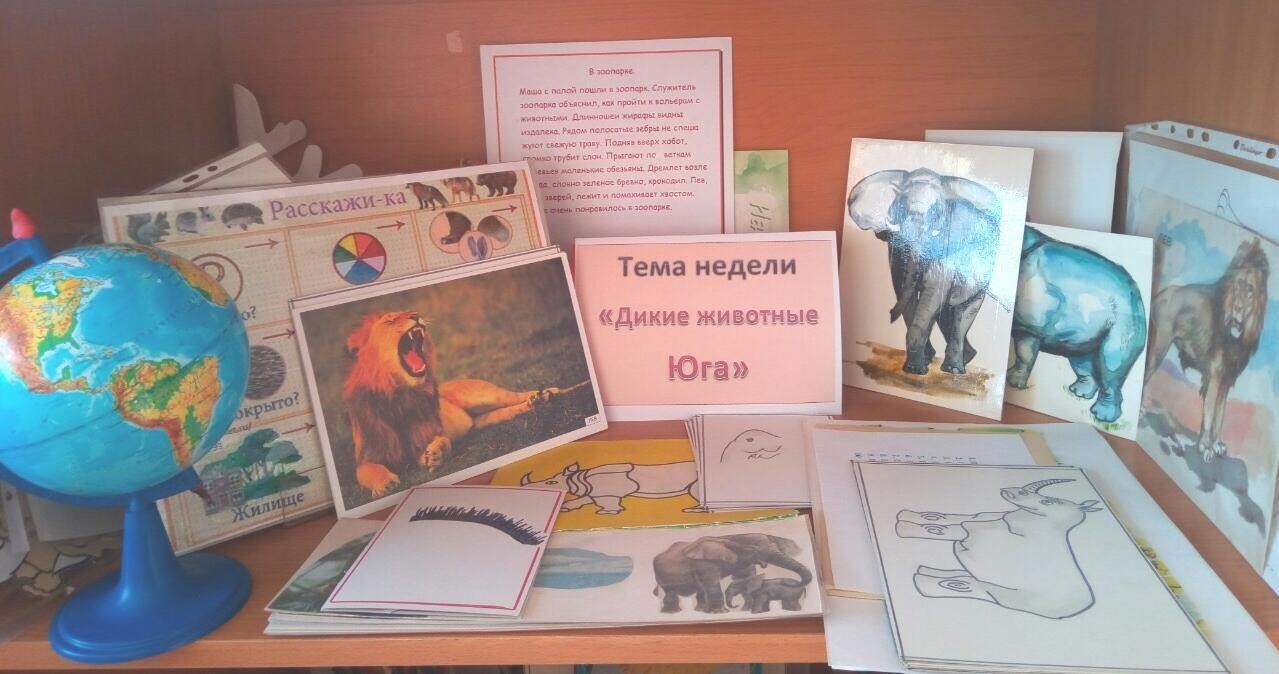 В зоопарке.
Маша с папой пошли в зоопарк. Служитель
зоопарка объяснил, как пройти к вольерам с
животными. Длинношеи жирафы видны
издалека. Рядом полосатые зебры не спеша
жуют свежую траву. Подняв вверх хобот,
громко трубит слон. Прыгают по веткам
маленькие обезьяны. Дремлет возле
словно зеленое бревно, крокодил. Лев,
зверей, лежит и помахивает хвостом.
очень понравилось в зоопарке.
Расскажи-ка
Жилище
Тема недели
«Дикие животные
Юга»